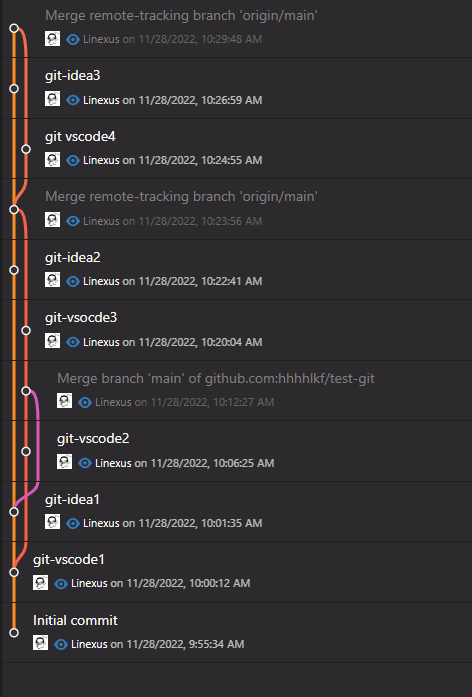 Merge remote-tracking branch 'origin/main'
Linexus on 11/28/2022, 10:29:48 AM
git-idea3
Linexus on 11/28/2022, 10:26:59 AM
git vscode4
Linexus on 11/28/2022, 10:24:55 AM
Merge remote-tracking branch 'origin/main'
Linexus on 11/28/2022, 10:23:56 AM
git-idea2
Linexus on 11/28/2022, 10:22:41 AM
git-vsocde3
Linexus on 11/28/2022, 10:20:04 AM
Merge branch 'main' of github.com:hhhhlkf/test-git
Linexus on 11/28/2022, 10:12:27 AM
git-vscode2
Linexus on 11/28/2022, 10:06:25 AM
git-idea1
Linexus on 11/28/2022, 10:01:35 AM
git-vscode1
Linexus on 11/28/2022, 10:00:12 AM
Initial commit
Linexus on 11/28/2022, 9:55:34 AM